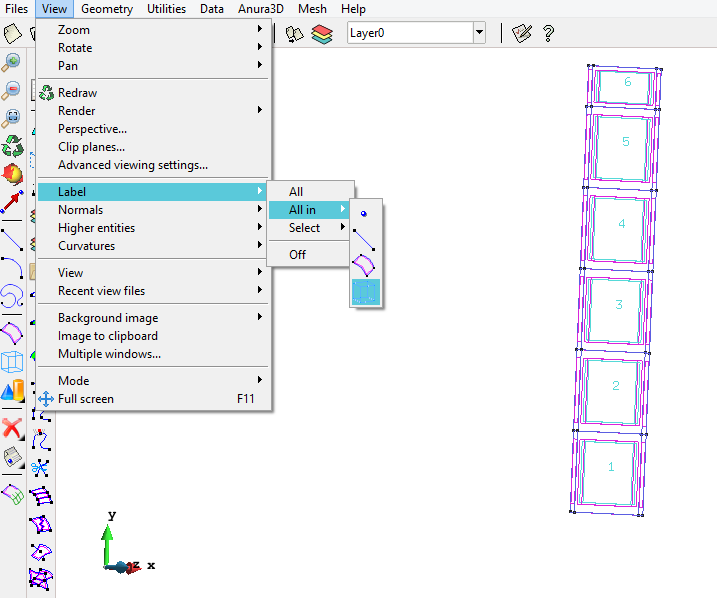 Files View Geometry Utilities Data Anura3D Mesh Help
Layer0
Zoom
Rotate
Pan
Redraw
Render
Perspective...
Clip planes...
Advanced viewing settings...
Label
Normals
Higher entities
Curvatures
View
Recent view files
Background image
Image to clipboard
Multiple windows...
Mode
Full screen F11
All
All in
Select
Off
6
5
4
3
2
1
y
z x